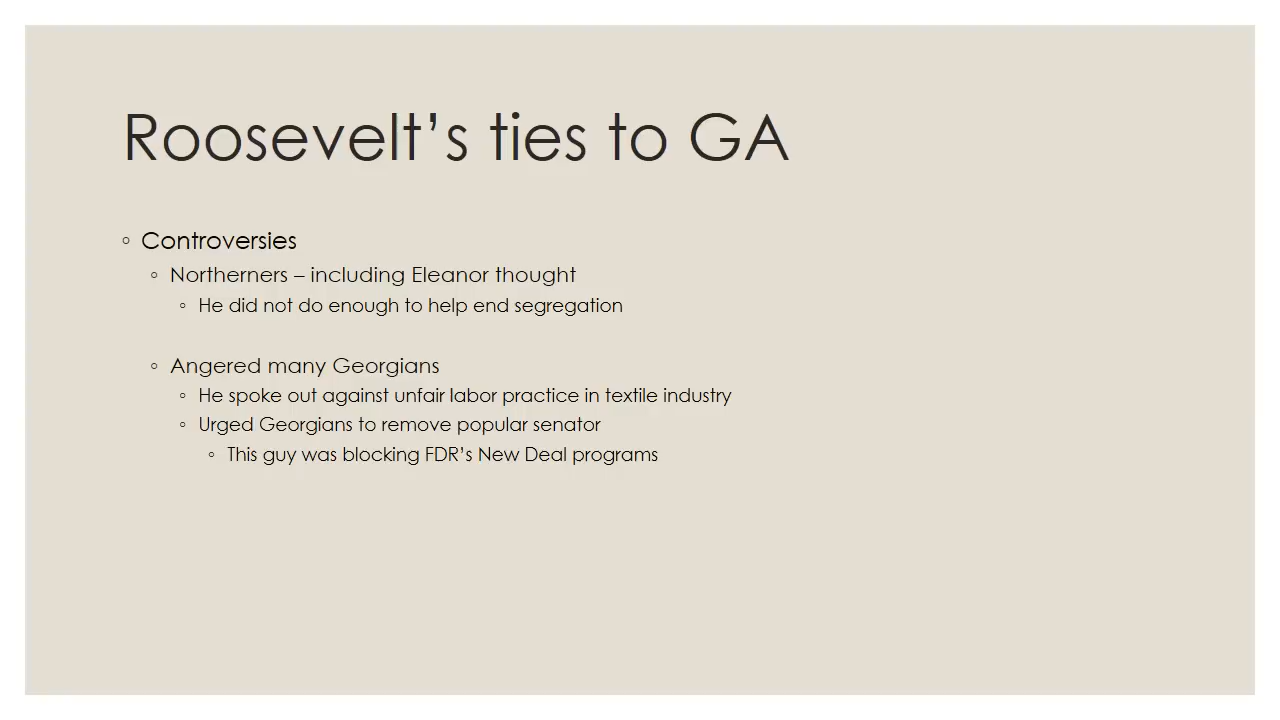 Roosevelt’s ties to GA
◦ Controversies
◦ Northerners – including Eleanor thought
◦ He did not do enough to help end segregation
◦ Angered many Georgians
◦ He spoke out against unfair labor practice in textile industry
◦ Urged Georgians to remove popular senator
◦ This guy was blocking FDR’s New Deal programs